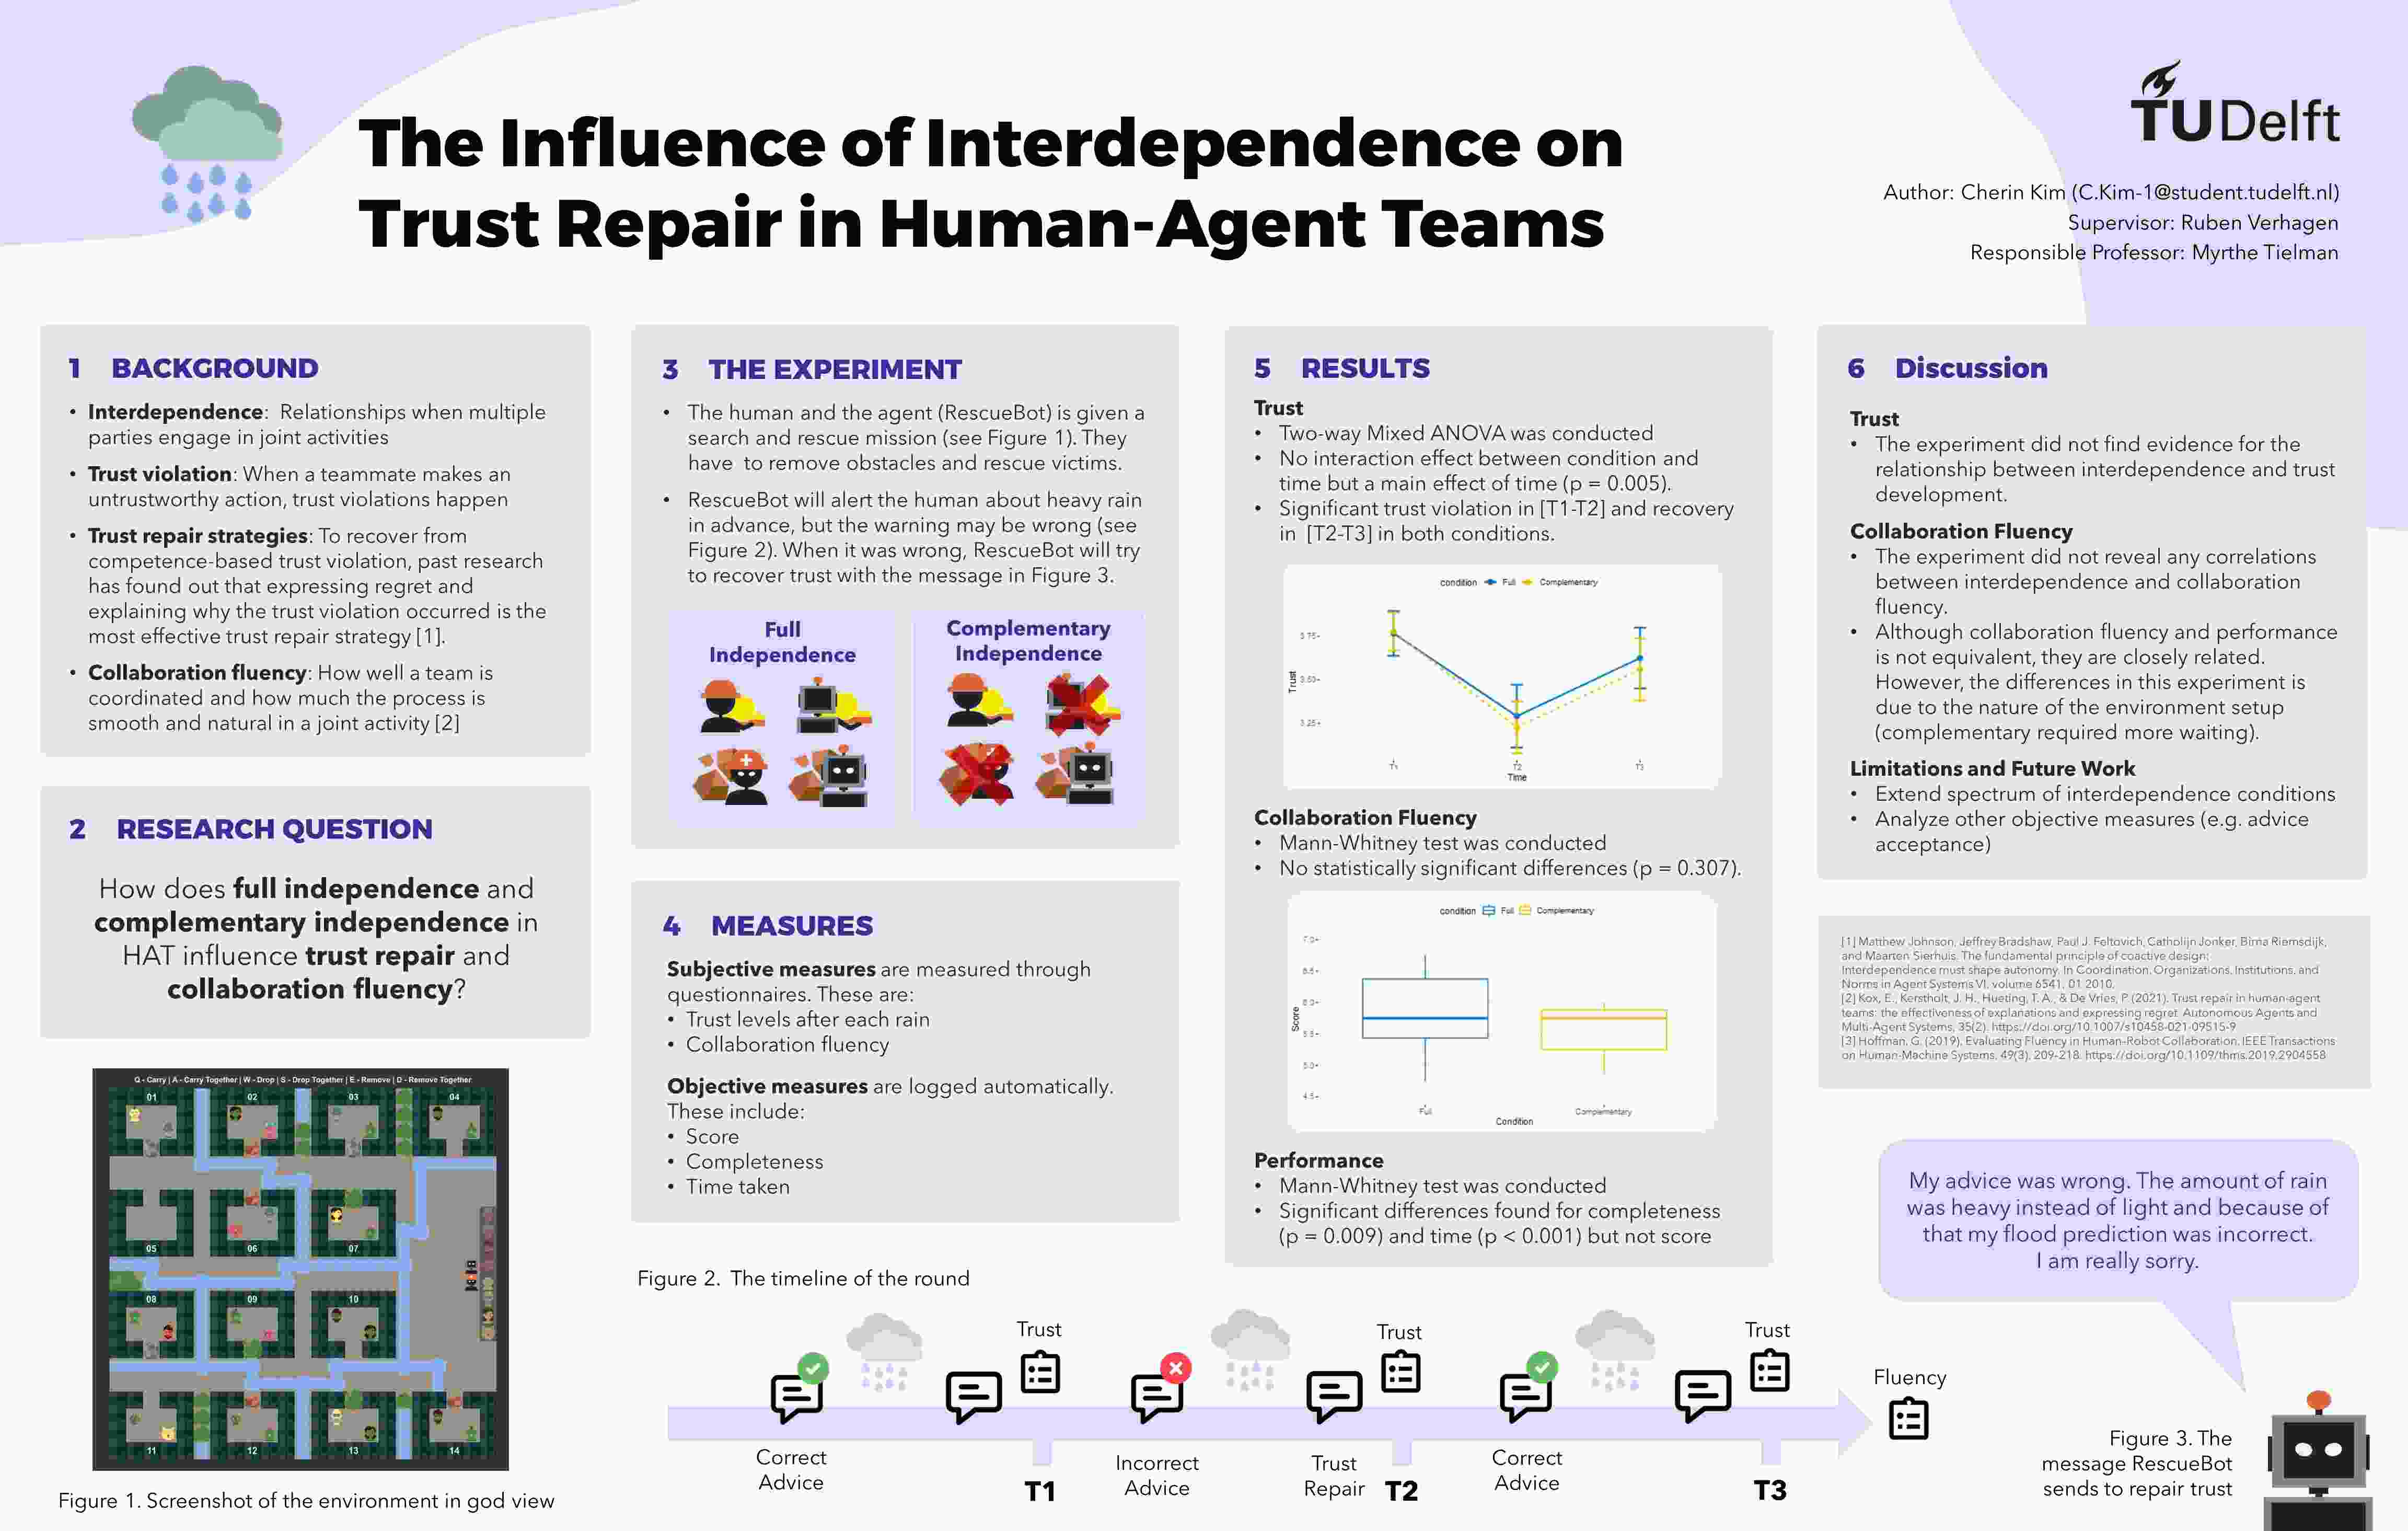 The Influence of Interdependence on
Trust Repair in Human-Agent Teams
TU Delft
Author: Cherin Kim (C.Kim-1@student.tudelft.nl)
Supervisor: Ruben Verhagen
Responsible Professor: Myrthe Tielman
1 BACKGROUND
• Interdependence: Relationships when multiple
parties engage in joint activities
• Trust violation: When a teammate makes an
untrustworthy action, trust violations happen
• Trust repair strategies: To recover from
competence-based trust violation, past research
has found out that expressing regret and
explaining why the trust violation occurred is the
most effective trust repair strategy [1].
• Collaboration fluency: How well a team is
coordinated and how much the process is
smooth and natural in a joint activity [2]
2 RESEARCH QUESTION
How does full independence and
complementary independence in
HAT influence trust repair and
collaboration fluency?
Q - Carry | A - Carry Together | W - Drop | S - Drop Together | E - Remove | D - Remove Together
01 02 03 04
05 06 07
08 09 10
11 12 13 14
Figure 1. Screenshot of the environment in god view
3 THE EXPERIMENT
• The human and the agent (RescueBot) is given a
search and rescue mission (see Figure 1). They
have to remove obstacles and rescue victims.
• RescueBot will alert the human about heavy rain
in advance, but the warning may be wrong (see
Figure 2). When it was wrong, RescueBot will try
to recover trust with the message in Figure 3.
Full
Independence
Complementary
Independence
4 MEASURES
Subjective measures are measured through
questionnaires. These are:
• Trust levels after each rain
• Collaboration fluency
Objective measures are logged automatically.
These include:
• Score
• Completeness
• Time taken
5 RESULTS
Trust
• Two-way Mixed ANOVA was conducted
• No interaction effect between condition and
time but a main effect of time (p = 0.005).
• Significant trust violation in [T1-T2] and recovery
in [T2-T3] in both conditions.
condition Full Complementary
Trust
3.75
3.50
3.25
T1 T2 T3
Time
Collaboration Fluency
• Mann-Whitney test was conducted
• No statistically significant differences (p = 0.307).
condition Full Complementary
Score
7.0
6.5
6.0
5.5
5.0
4.5
Full Complementary
Condition
Performance
• Mann-Whitney test was conducted
• Significant differences found for completeness
(p = 0.009) and time (p < 0.001) but not score
6 Discussion
Trust
• The experiment did not find evidence for the
relationship between interdependence and trust
development.
Collaboration Fluency
• The experiment did not reveal any correlations
between interdependence and collaboration
fluency.
• Although collaboration fluency and performance
is not equivalent, they are closely related.
However, the differences in this experiment is
due to the nature of the environment setup
(complementary required more waiting).
Limitations and Future Work
• Extend spectrum of interdependence conditions
• Analyze other objective measures (e.g. advice
acceptance)
[1] Matthew Johnson, Jeffrey Bradshaw, Paul J. Feltovich, Catholijn Jonker, Birna Riemsdijk,
and Maarten Sierhuis. The fundamental principle of coactive design:
Interdependence must shape autonomy. In Coordination, Organizations, Institutions, and
Norms in Agent Systems VI, volume 6541, 01 2010.
[2] Kox, E., Kerstholt, J. H., Hueting, T. A., & De Vries, P. (2021). Trust repair in human-agent
teams: the effectiveness of explanations and expressing regret. Autonomous Agents and
Multi-Agent Systems, 35(2). https://doi.org/10.1007/s10458-021-09515-9
[3] Hoffman, G. (2019). Evaluating Fluency in Human-Robot Collaboration. IEEE Transactions
on Human-Machine Systems, 49(3), 209-218. https://doi.org/10.1109/thms.2019.2904558
My advice was wrong. The amount of rain
was heavy instead of light and because of
that my flood prediction was incorrect.
I am really sorry.
Figure 3. The
message RescueBot
sends to repair trust
Figure 2. The timeline of the round
Trust Trust Trust
Fluency
Correct
Advice
T1
Incorrect
Advice
Trust
Repair
T2
Correct
Advice
T3